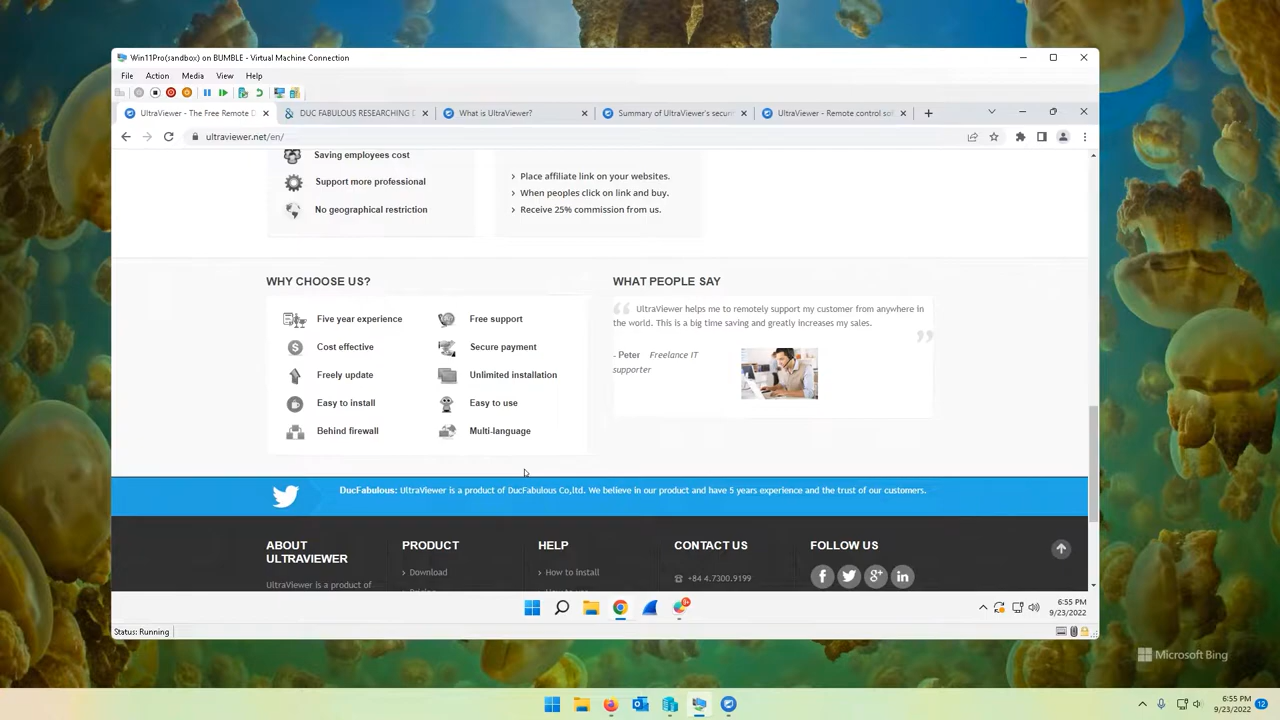 Win11Pro(sandbox) on BUMBLE - Virtual Machine Connection
File Action Media View Help
UltraViewer - The Free Remote D
DUC FABULOUS RESEARCHING D
What is UltraViewer?
Summary of UltraViewer's securi
UltraViewer - Remote control sof
ultraviewer.net/en/
Saving employees cost
Support more professional
No geographical restriction
Place affiliate link on your websites.
When peoples click on link and buy.
Receive 25% commission from us.
WHY CHOOSE US?
Five year experience
Free support
Cost effective
Secure payment
Freely update
Unlimited installation
Easy to install
Easy to use
Behind firewall
Multi-language
WHAT PEOPLE SAY
UltraViewer helps me to remotely support my customer from anywhere in
the world. This is a big time saving and greatly increases my sales.
- Peter Freelance IT
supporter
DucFabulous: UltraViewer is a product of DucFabulous Co,ltd. We believe in our product and have 5 years experience and the trust of our customers.
ABOUT
ULTRAVIEWER
UltraViewer is a product of
PRODUCT
Download
HELP
How to install
CONTACT US
+84 4.7300.9199
FOLLOW US
6:55 PM
9/23/2022
Status: Running
Microsoft Bing
6:55 PM
9/23/2022
12